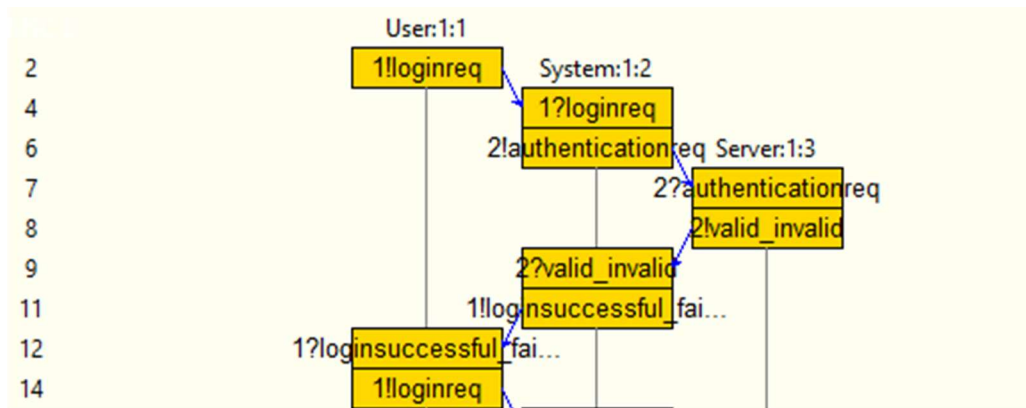 User:1:1
2 1!loginreq System:1:2
4 1?loginreq
6 2!authenticationreq Server:1:3
7 2?authenticationreq
8 2!valid_invalid
9 2?valid_invalid
11 1!loginsuccessful_fai...
12 1?loginsuccessful_fai...
14 1!loginreq